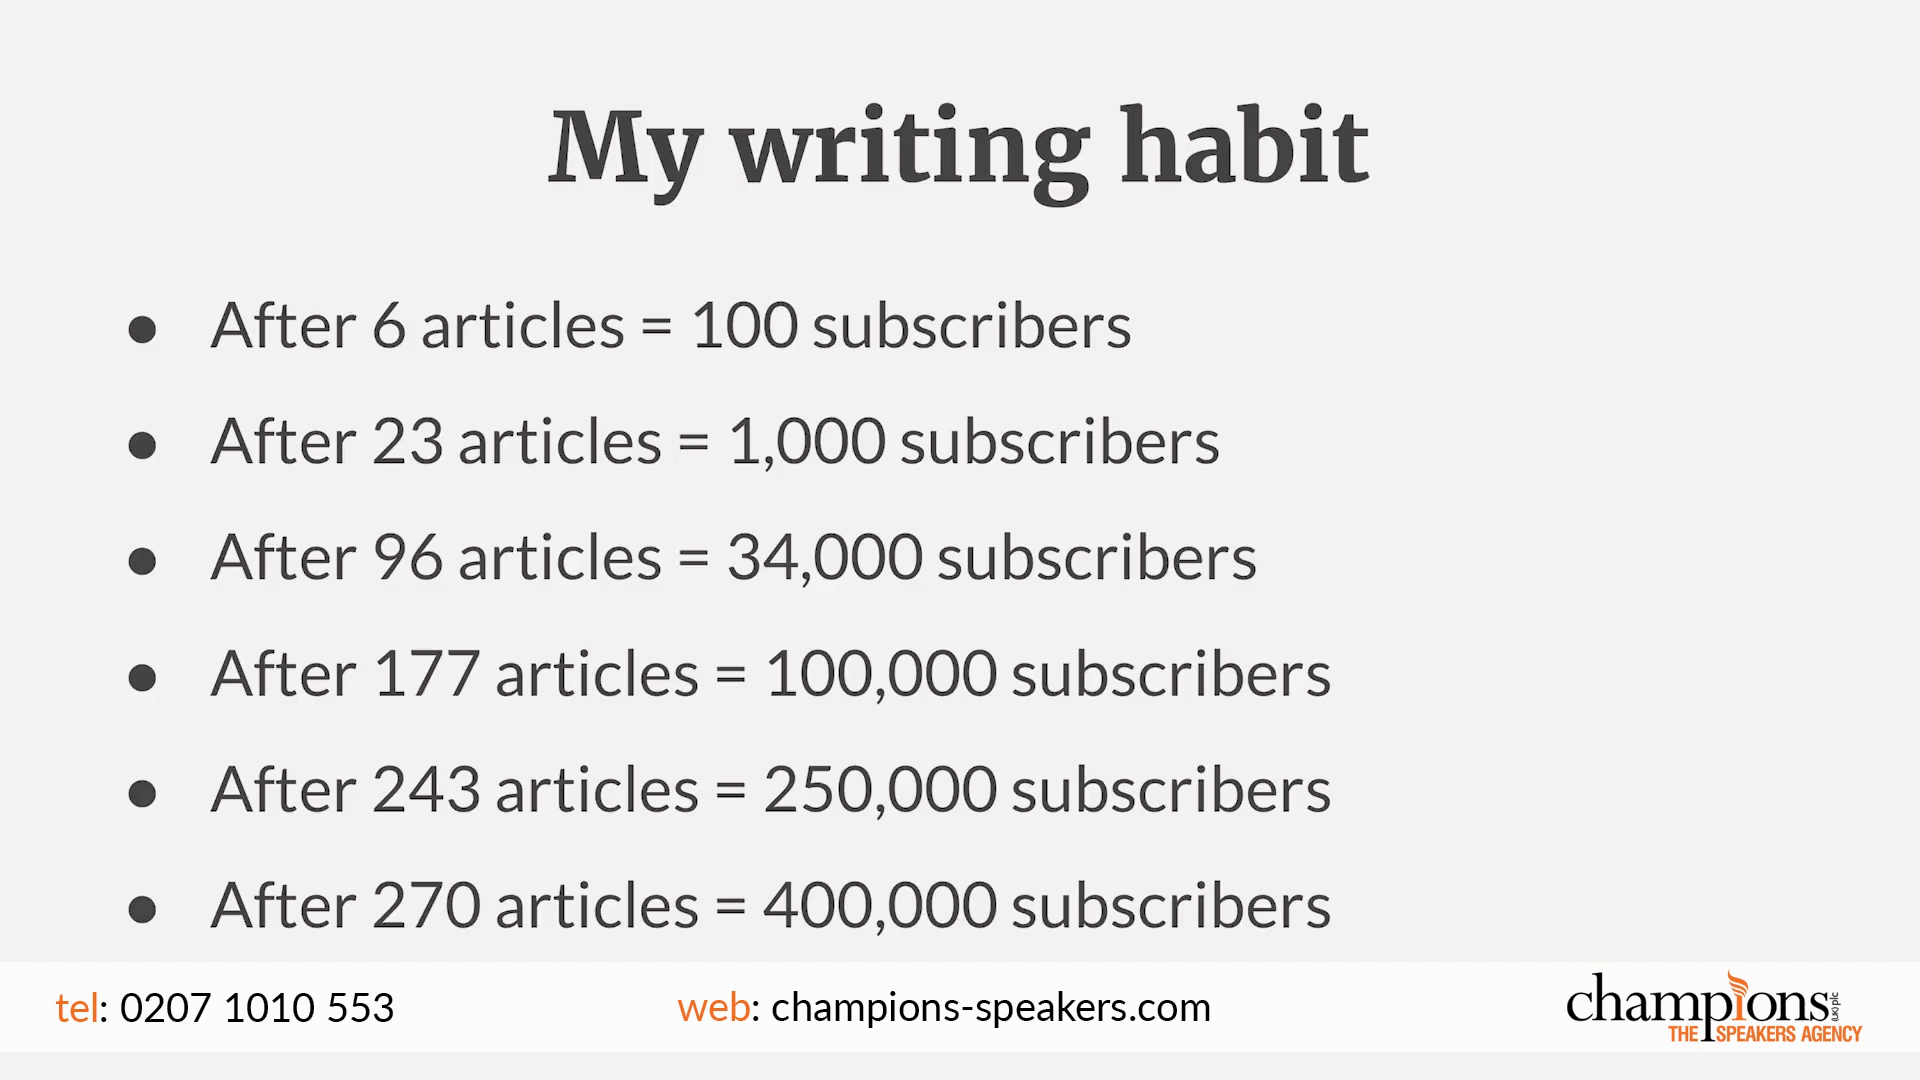 My writing habit
● After 6 articles = 100 subscribers
● After 23 articles = 1,000 subscribers
● After 96 articles = 34,000 subscribers
● After 177 articles = 100,000 subscribers
● After 243 articles = 250,000 subscribers
● After 270 articles = 400,000 subscribers
tel: 0207 1010 553
web: champions-speakers.com
champions (UK) plc
THE SPEAKERS AGENCY